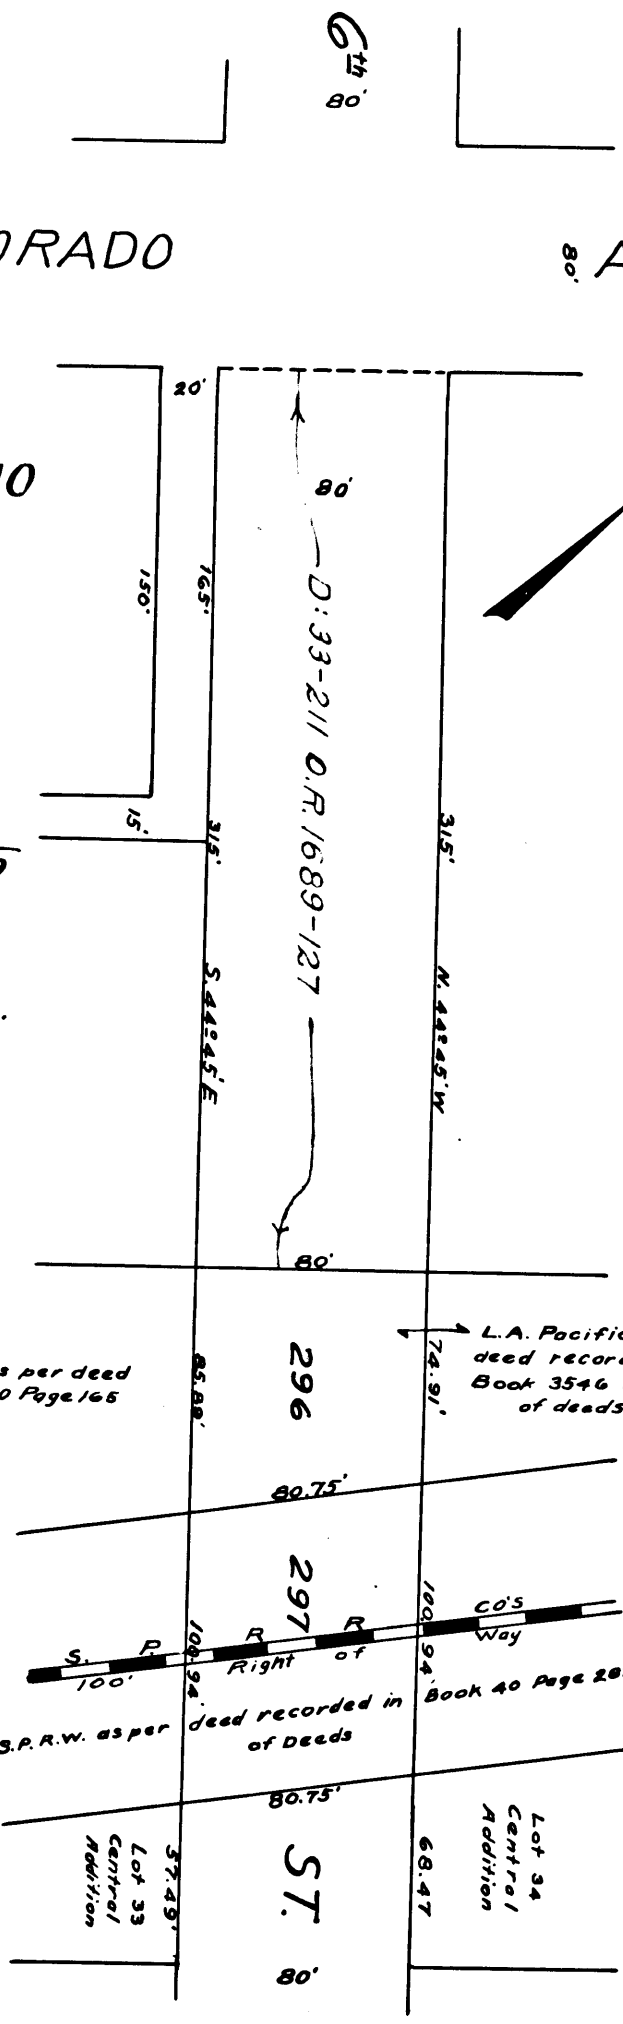 6th
80'
ORADO
80'
A
20'
80'
150'
165'
D:33-211 O.R. 1689-127
315'
315'
15'
S. 44°45'E
N. 44°45'W
80'
L.A. Pacific
deed recor
Book 3546
of deeds
s per deed
0 Page 165
85.88'
296
74.91'
80.75'
297
S. P. R R CO'S
100' Right of Way
100.94'
100.94'
S.P.R.W. as per deed recorded in Book 40 Page 28
of Deeds
80.75'
Lot 33
Central
Addition
57.49'
ST.
68.47
Lot 34
Central
Addition
80'